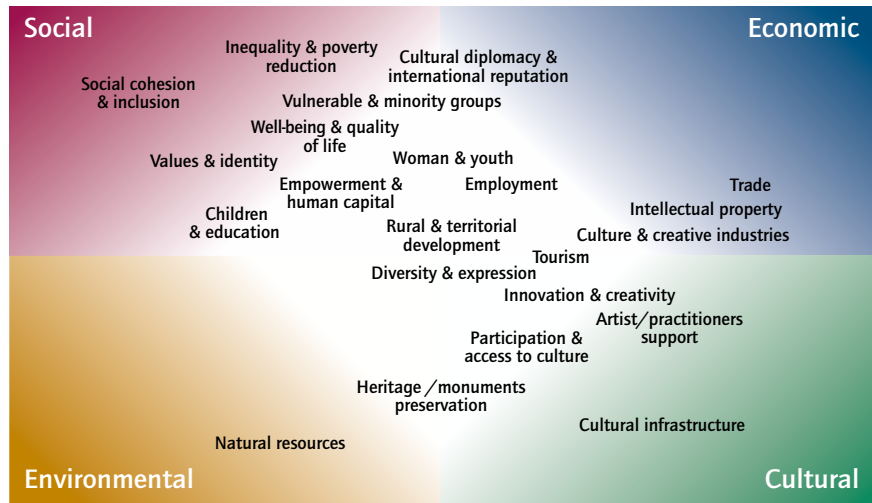 Social
Economic
Inequality & poverty
reduction
Cultural diplomacy &
international reputation
Social cohesion
& inclusion
Vulnerable & minority groups
Well-being & quality
of life
Values & identity
Woman & youth
Empowerment &
human capital
Employment
Trade
Children
& education
Intellectual property
Rural & territorial
development
Culture & creative industries
Tourism
Diversity & expression
Innovation & creativity
Artist/practitioners
support
Participation &
access to culture
Heritage /monuments
preservation
Cultural infrastructure
Natural resources
Environmental
Cultural